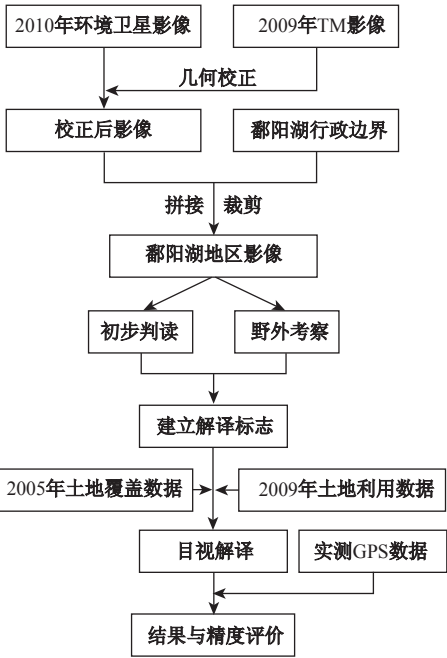 2010年环境卫星影像
2009年TM影像
几何校正
校正后影像
鄱阳湖行政边界
拼接 裁剪
鄱阳湖地区影像
初步判读
野外考察
建立解译标志
2005年土地覆盖数据
2009年土地利用数据
目视解译
实测GPS数据
结果与精度评价